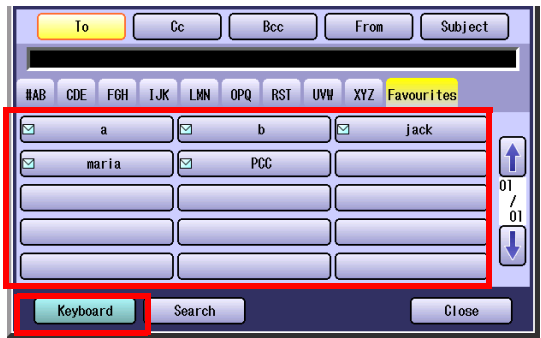 To Cc Bcc From Subject
#AB CDE FGH IJK LMN OPQ RST UVW XYZ Favourites
a b jack
maria PCC
01
/
01
Keyboard Search Close